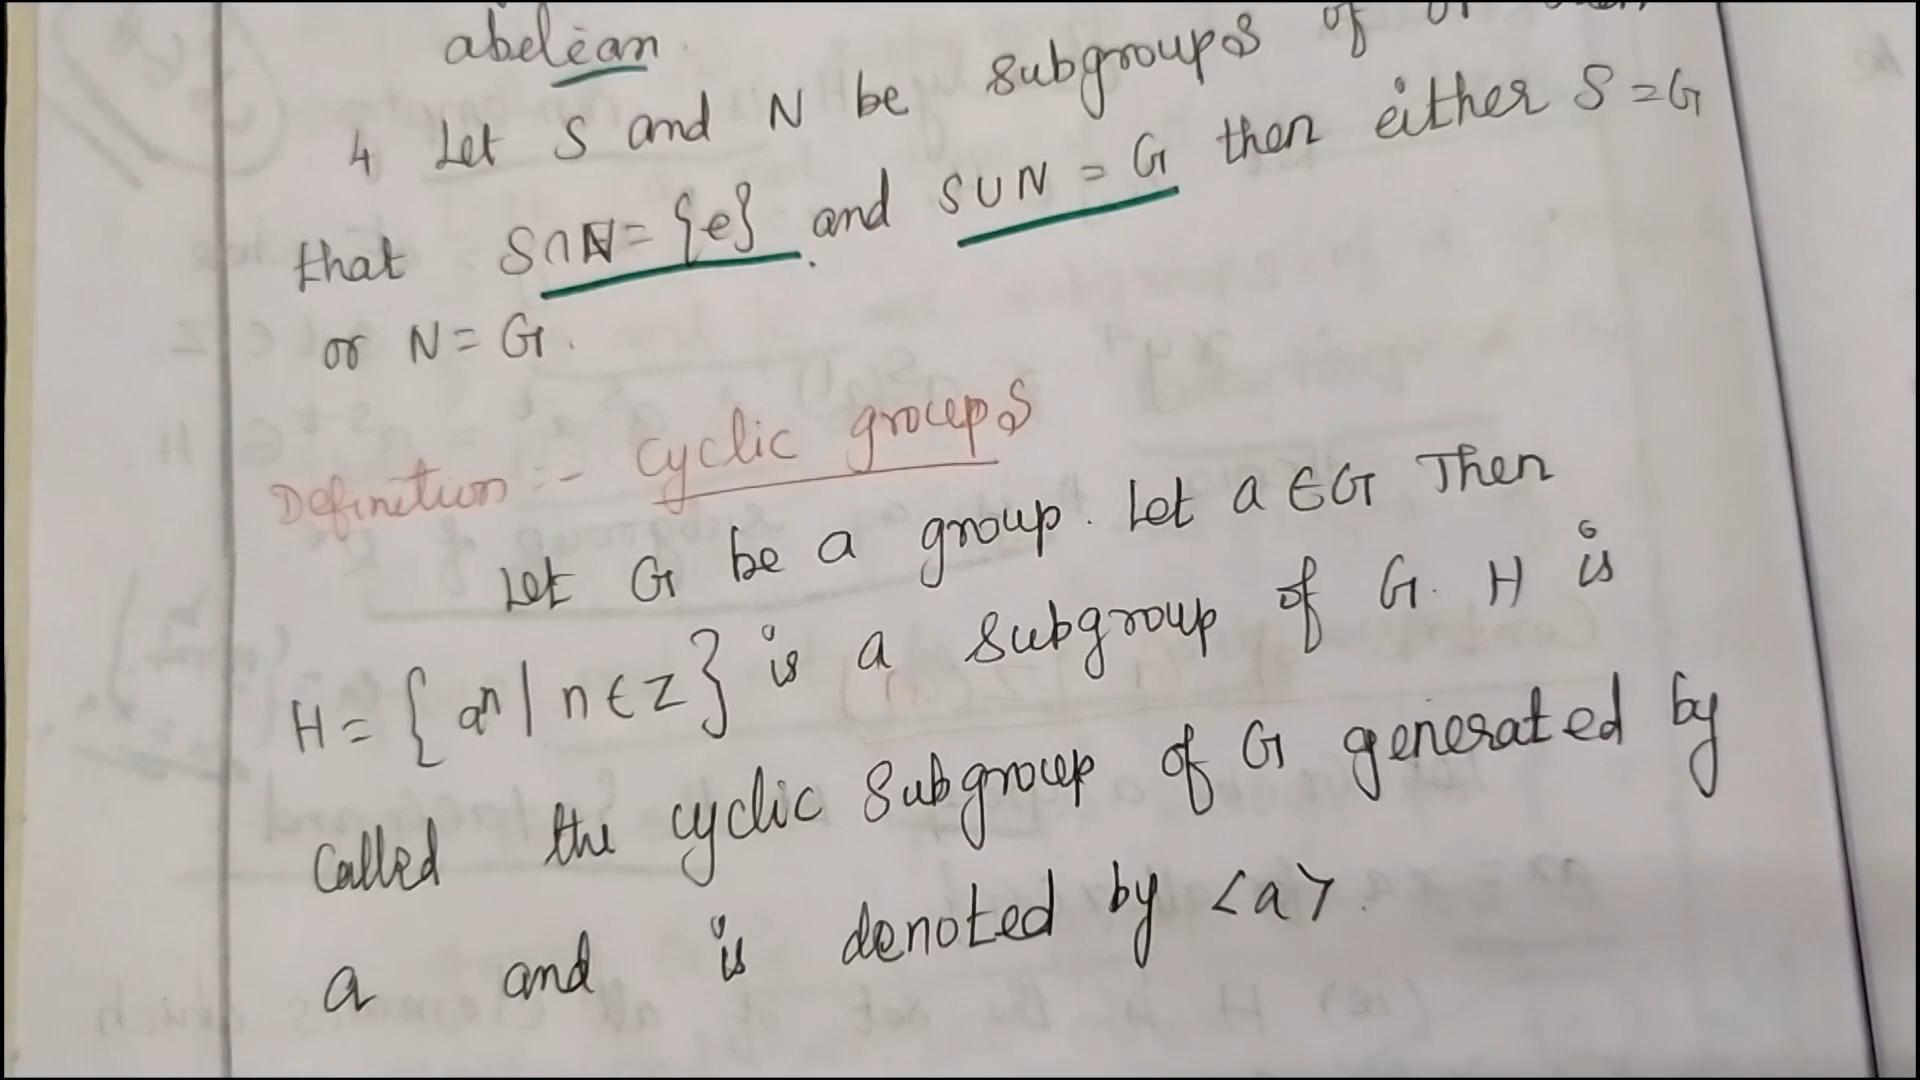 abelian.
4 Let S and N be subgroups of
that S∩N= {e} and S∪N = G then either S = G
or N = G.
Definition :- cyclic groups
Let G be a group. Let a ∈ G Then
H = { aⁿ | n ∈ Z } is a subgroup of G. H is
called the cyclic subgroup of G generated by
a and is denoted by <a>.